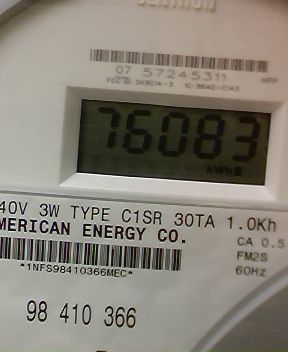 CENTRON
07 57245311
76083
kWh
40V 3W TYPE C1SR 30TA 1.0Kh
MERICAN ENERGY CO.
CA 0.5
FM2S
*1NFS98410366MEC*
60Hz
98 410 366